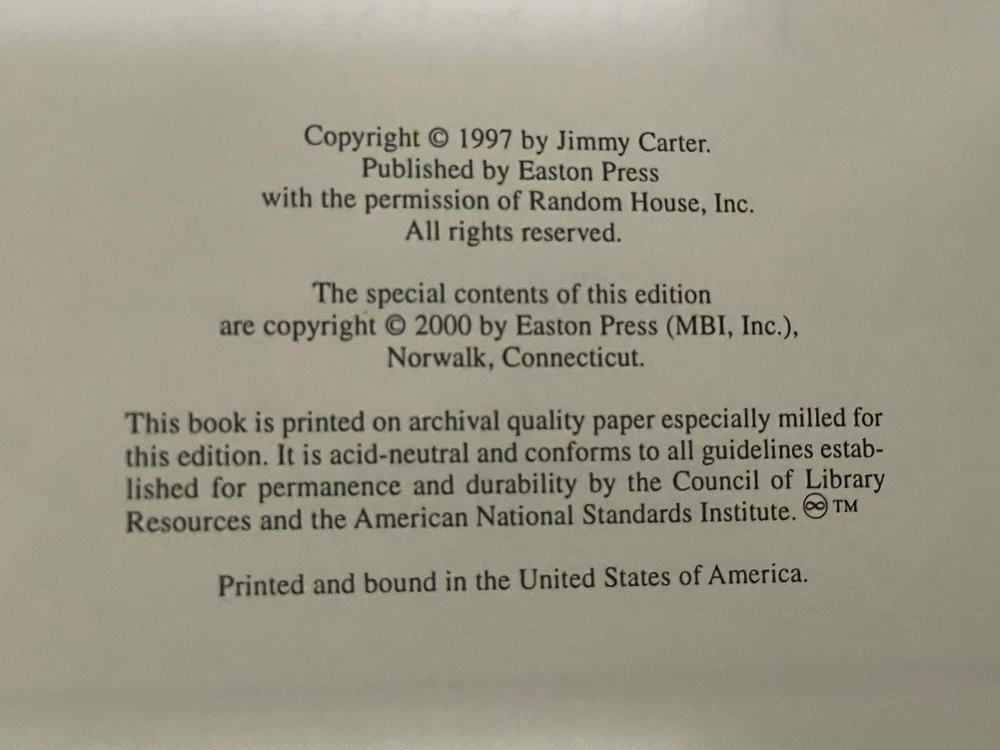 Copyright © 1997 by Jimmy Carter.
Published by Easton Press
with the permission of Random House, Inc.
All rights reserved.
The special contents of this edition
are copyright © 2000 by Easton Press (MBI, Inc.),
Norwalk, Connecticut.
This book is printed on archival quality paper especially milled for
this edition. It is acid-neutral and conforms to all guidelines estab-
lished for permanence and durability by the Council of Library
Resources and the American National Standards Institute. ♾ ™
Printed and bound in the United States of America.